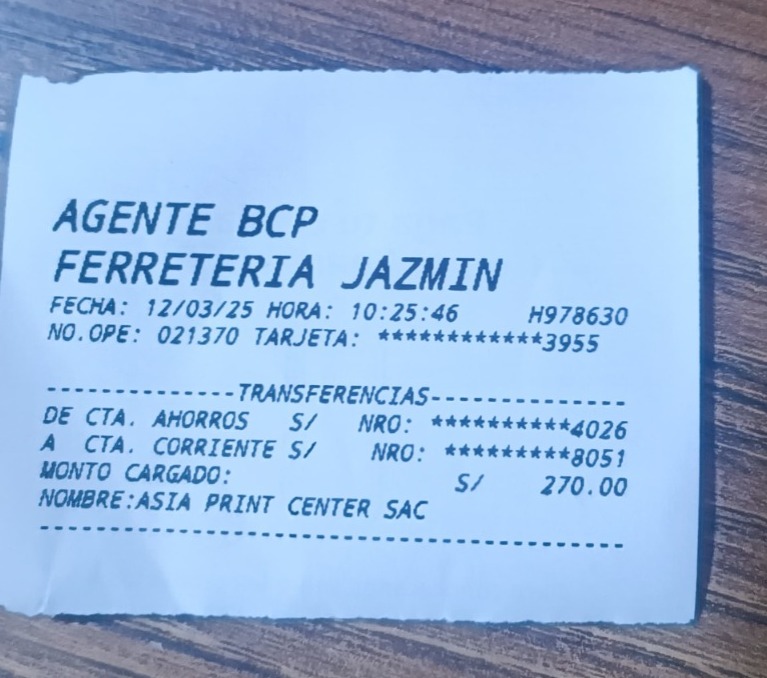 AGENTE BCP
FERRETERIA JAZMIN
FECHA: 12/03/25 HORA: 10:25:46 H978630
NO.OPE: 021370 TARJETA: ************3955
--------------TRANSFERENCIAS--------------
DE CTA. AHORROS S/ NRO: **********4026
A CTA. CORRIENTE S/ NRO: *********8051
MONTO CARGADO: S/ 270.00
NOMBRE:ASIA PRINT CENTER SAC
------------------------------------------